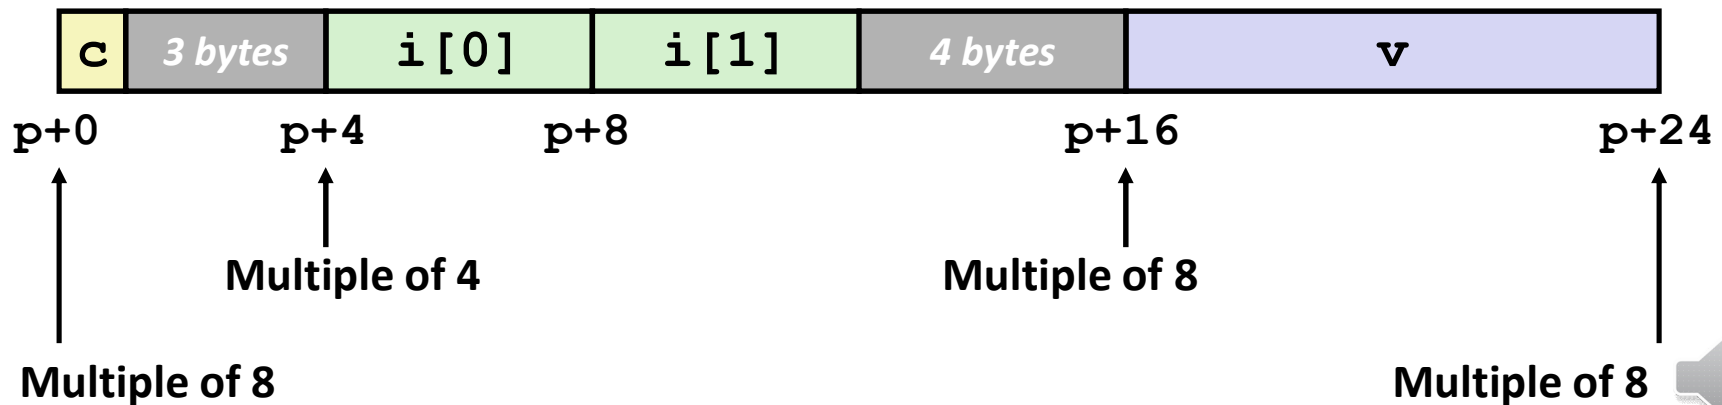 c 3 bytes i[0] i[1] 4 bytes v
p+0 p+4 p+8 p+16 p+24
Multiple of 4 Multiple of 8
Multiple of 8 Multiple of 8